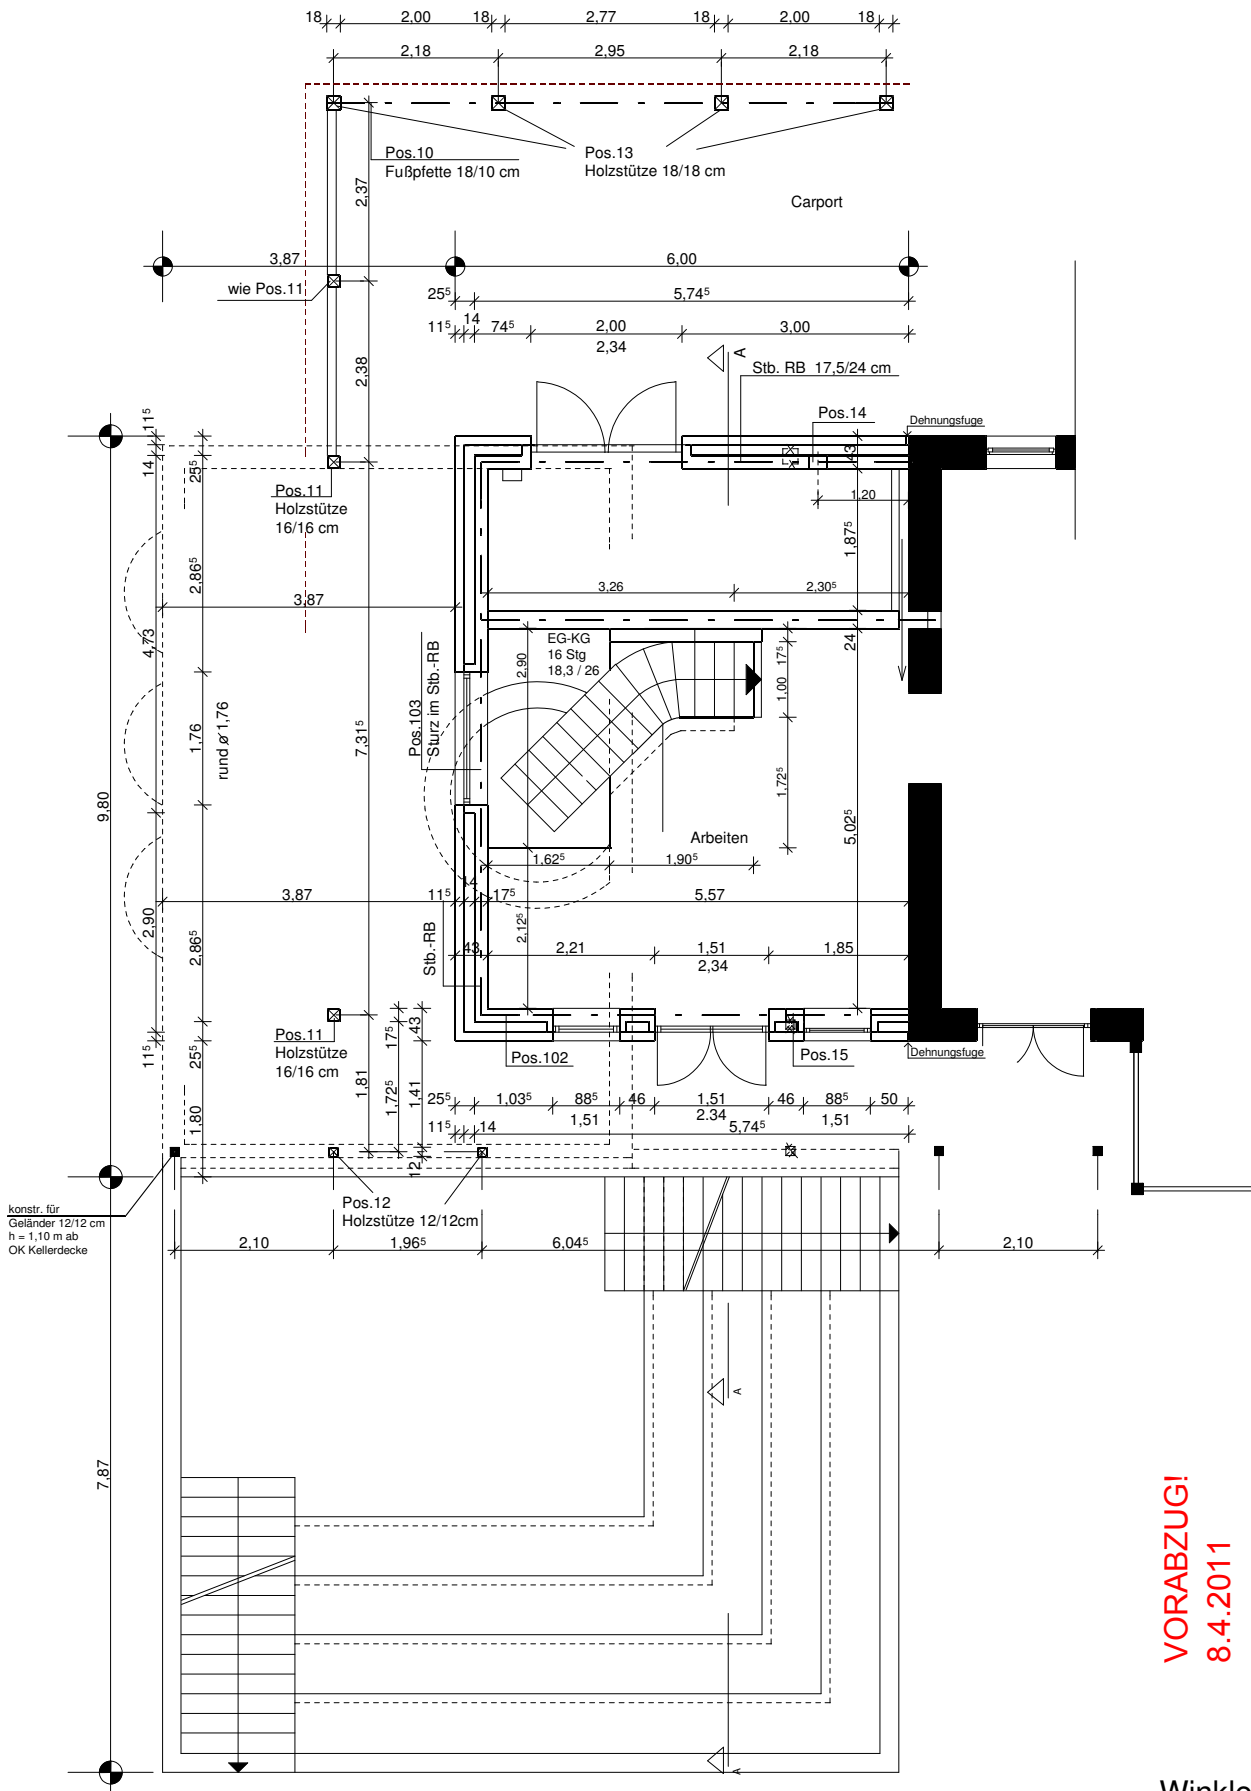 18 2,00 18 2,77 18 2,00 18
2,18 2,95 2,18
Pos.10
Fußpfette 18/10 cm
Pos.13
Holzstütze 18/18 cm
2,37
Carport
3,87 6,00
wie Pos.11
25⁵ 5,74⁵
11⁵ 14 74⁵ 2,00 3,00
2,34
A
2,38
Stb. RB 17,5/24 cm
Pos.14
Dehnungsfuge
11⁵
14
25⁵
43
Pos.11
Holzstütze
16/16 cm
1,20
1,87⁵
2,86⁵
3,26 2,30⁵
3,87
4,73
EG-KG
16 Stg
18,3 / 26
2,90
24
17⁵
1,00
Pos.103
Sturz im Stb.-RB
1,76
rund ø 1,76
7,31⁵
1,72⁵
9,80
Arbeiten
5,02⁵
1,62⁵ 1,90⁵
14
3,87 11⁵ 17⁵ 5,57
2,90
2,86⁵
2,12⁵
Stb.-RB
43 2,21 1,51 1,85
2,34
Pos.11
Holzstütze
16/16 cm
11⁵
25⁵
17⁵
43
Pos.102
Pos.15
Dehnungsfuge
1,80
1,81
1,72⁵
1,41
12
25⁵ 1,03⁵ 88⁵ 46 1,51 46 88⁵ 50
1,51 2.34 1,51
11⁵ 14 5,74⁵
konstr. für
Geländer 12/12 cm
h = 1,10 m ab
OK Kellerdecke
Pos.12
Holzstütze 12/12cm
2,10 1,96⁵ 6,04⁵ 2,10
A
7,87
VORABZUG!
8.4.2011
A
Winkle